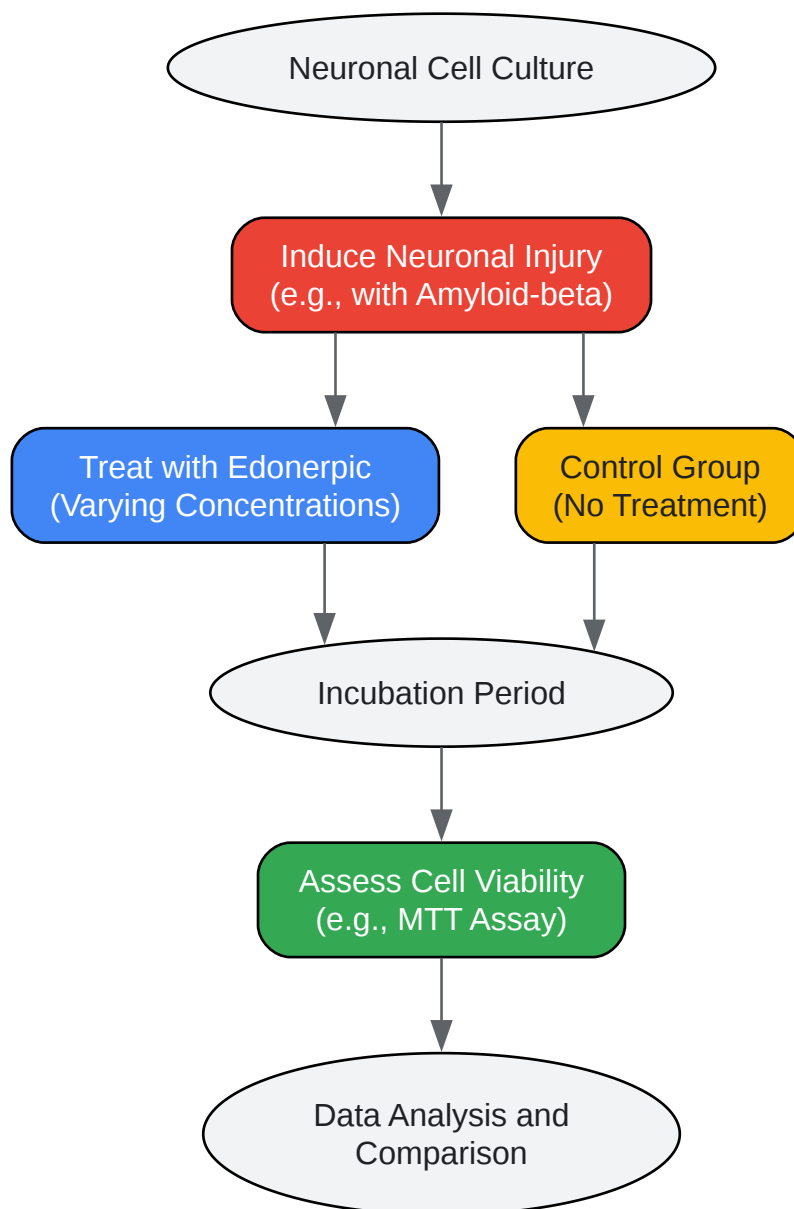 Neuronal Cell Culture
Induce Neuronal Injury
(e.g., with Amyloid-beta)
Treat with Edonerpic
(Varying Concentrations)
Control Group
(No Treatment)
Incubation Period
Assess Cell Viability
(e.g., MTT Assay)
Data Analysis and
Comparison